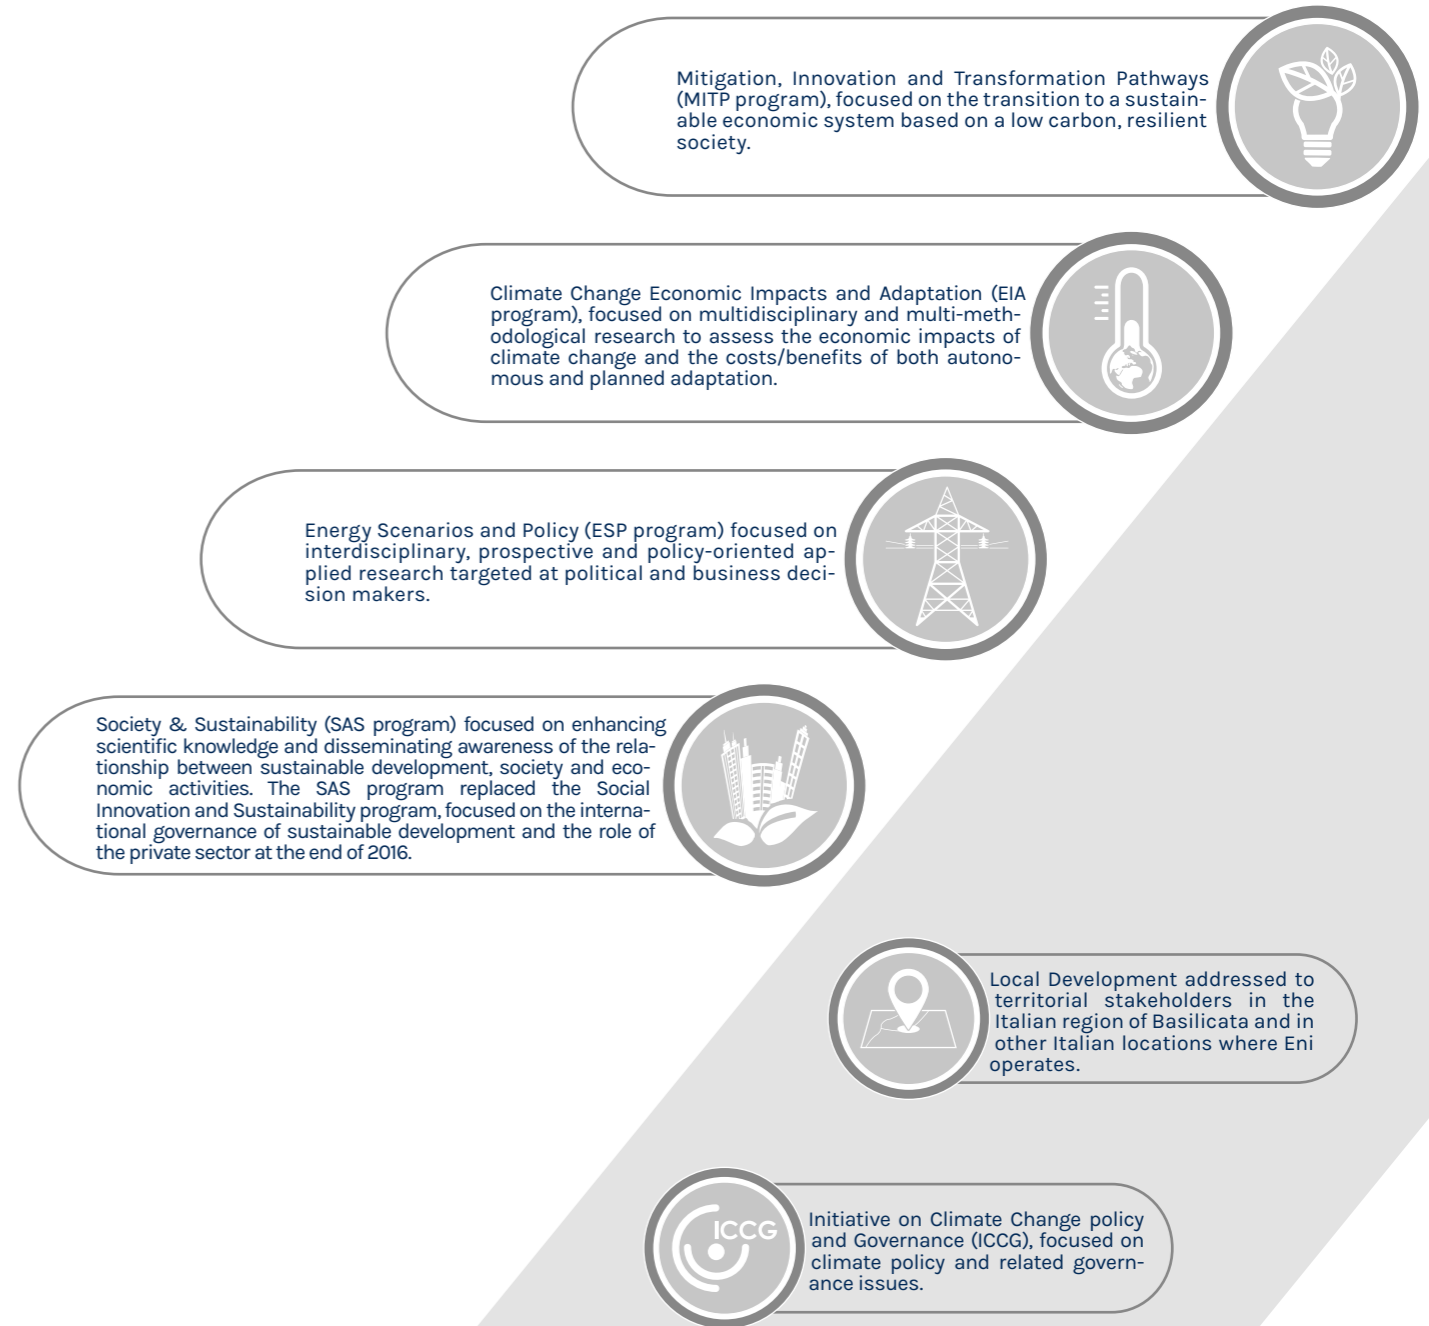 Mitigation, Innovation and Transformation Pathways
(MITP program), focused on the transition to a sustain-
able economic system based on a low carbon, resilient
society.
Climate Change Economic Impacts and Adaptation (EIA
program), focused on multidisciplinary and multi-meth-
odological research to assess the economic impacts of
climate change and the costs/benefits of both autono-
mous and planned adaptation.
Energy Scenarios and Policy (ESP program) focused on
interdisciplinary, prospective and policy-oriented ap-
plied research targeted at political and business deci-
sion makers.
Society & Sustainability (SAS program) focused on enhancing
scientific knowledge and disseminating awareness of the rela-
tionship between sustainable development, society and eco-
nomic activities. The SAS program replaced the Social
Innovation and Sustainability program, focused on the interna-
tional governance of sustainable development and the role of
the private sector at the end of 2016.
Local Development addressed to
territorial stakeholders in the
Italian region of Basilicata and in
other Italian locations where Eni
operates.
ICCG
Initiative on Climate Change policy
and Governance (ICCG), focused on
climate policy and related govern-
ance issues.